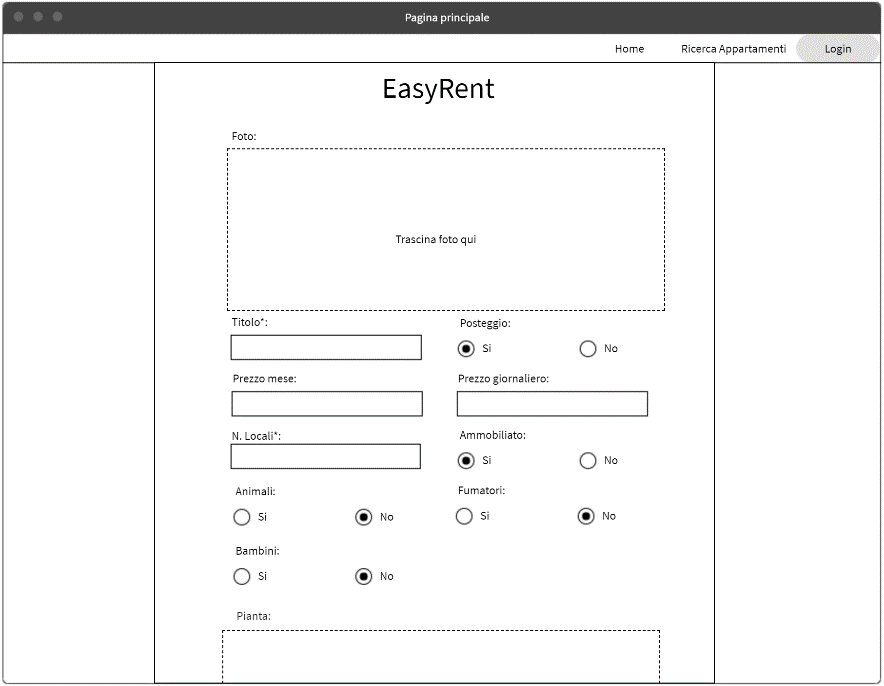 Pagina principale
Home Ricerca Appartamenti Login
EasyRent
Foto:
Trascina foto qui
Titolo*: Posteggio:
Si No
Prezzo mese: Prezzo giornaliero:
N. Locali*: Ammobiliato:
Si No
Animali: Fumatori:
Si No Si No
Bambini:
Si No
Pianta: